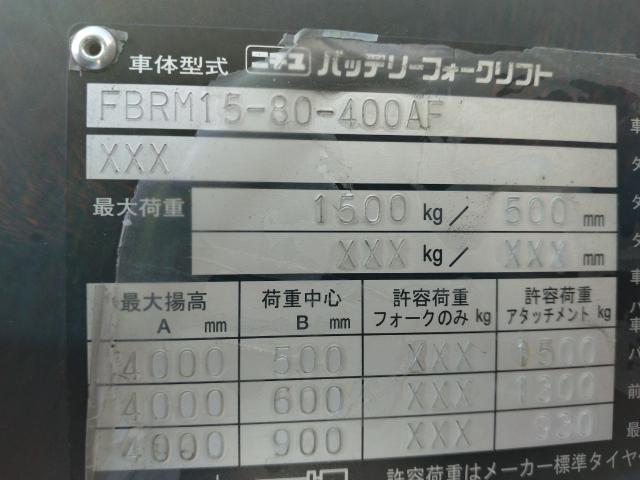 車体型式 ニチユ バッテリーフォークリフト
FBRM15-80-400AF
XXX
最大荷重 1500 kg／ 500 mm
XXX kg／ XXX mm
最大揚高 荷重中心 許容荷重 許容荷重
A mm B mm フォークのみ kg アタッチメント kg
4000 500 XXX 1500
4000 600 XXX 1300
4000 900 XXX 930
許容荷重はメーカー標準タイヤ